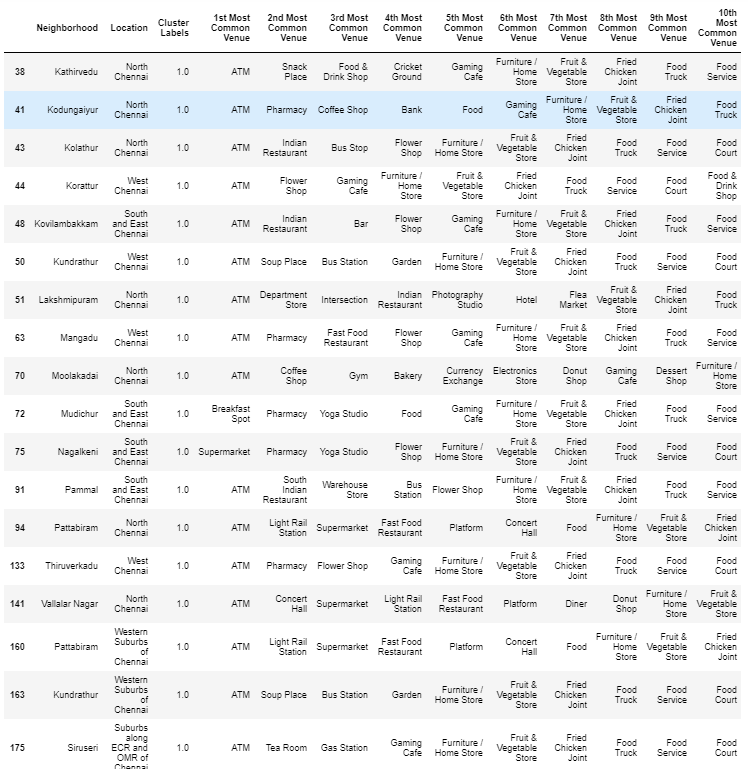 Neighborhood Location Cluster Labels 1st Most Common Venue 2nd Most Common Venue 3rd Most Common Venue 4th Most Common Venue 5th Most Common Venue 6th Most Common Venue 7th Most Common Venue 8th Most Common Venue 9th Most Common Venue 10th Most Common Venue
38 Kathirvedu North Chennai 1.0 ATM Snack Place Food & Drink Shop Cricket Ground Gaming Cafe Furniture / Home Store Fruit & Vegetable Store Fried Chicken Joint Food Truck Food Service
41 Kodungaiyur North Chennai 1.0 ATM Pharmacy Coffee Shop Bank Food Gaming Cafe Furniture / Home Store Fruit & Vegetable Store Fried Chicken Joint Food Truck
43 Kolathur North Chennai 1.0 ATM Indian Restaurant Bus Stop Flower Shop Furniture / Home Store Fruit & Vegetable Store Fried Chicken Joint Food Truck Food Service Food Court
44 Korattur West Chennai 1.0 ATM Flower Shop Gaming Cafe Furniture / Home Store Fruit & Vegetable Store Fried Chicken Joint Food Truck Food Service Food Court Food & Drink Shop
48 Kovilambakkam South and East Chennai 1.0 ATM Indian Restaurant Bar Flower Shop Gaming Cafe Furniture / Home Store Fruit & Vegetable Store Fried Chicken Joint Food Truck Food Service
50 Kundrathur West Chennai 1.0 ATM Soup Place Bus Station Garden Furniture / Home Store Fruit & Vegetable Store Fried Chicken Joint Food Truck Food Service Food Court
51 Lakshmipuram North Chennai 1.0 ATM Department Store Intersection Indian Restaurant Photography Studio Hotel Flea Market Fruit & Vegetable Store Fried Chicken Joint Food Truck
63 Mangadu West Chennai 1.0 ATM Pharmacy Fast Food Restaurant Flower Shop Gaming Cafe Furniture / Home Store Fruit & Vegetable Store Fried Chicken Joint Food Truck Food Service
70 Moolakadai North Chennai 1.0 ATM Coffee Shop Gym Bakery Currency Exchange Electronics Store Donut Shop Gaming Cafe Dessert Shop Furniture / Home Store
72 Mudichur South and East Chennai 1.0 Breakfast Spot Pharmacy Yoga Studio Food Gaming Cafe Furniture / Home Store Fruit & Vegetable Store Fried Chicken Joint Food Truck Food Service
75 Nagalkeni South and East Chennai 1.0 Supermarket Pharmacy Yoga Studio Flower Shop Furniture / Home Store Fruit & Vegetable Store Fried Chicken Joint Food Truck Food Service Food Court
91 Pammal South and East Chennai 1.0 ATM South Indian Restaurant Warehouse Store Bus Station Flower Shop Furniture / Home Store Fruit & Vegetable Store Fried Chicken Joint Food Truck Food Service
94 Pattabiram North Chennai 1.0 ATM Light Rail Station Supermarket Fast Food Restaurant Platform Concert Hall Food Furniture / Home Store Fruit & Vegetable Store Fried Chicken Joint
133 Thiruverkadu West Chennai 1.0 ATM Pharmacy Flower Shop Gaming Cafe Furniture / Home Store Fruit & Vegetable Store Fried Chicken Joint Food Truck Food Service Food Court
141 Vallalar Nagar North Chennai 1.0 ATM Concert Hall Supermarket Light Rail Station Fast Food Restaurant Platform Diner Donut Shop Furniture / Home Store Fruit & Vegetable Store
160 Pattabiram Western Suburbs of Chennai 1.0 ATM Light Rail Station Supermarket Fast Food Restaurant Platform Concert Hall Food Furniture / Home Store Fruit & Vegetable Store Fried Chicken Joint
163 Kundrathur Western Suburbs of Chennai 1.0 ATM Soup Place Bus Station Garden Furniture / Home Store Fruit & Vegetable Store Fried Chicken Joint Food Truck Food Service Food Court
175 Siruseri Suburbs along ECR and OMR of Chennai 1.0 ATM Tea Room Gas Station Gaming Cafe Furniture / Home Store Fruit & Vegetable Store Fried Chicken Joint Food Truck Food Service Food Court